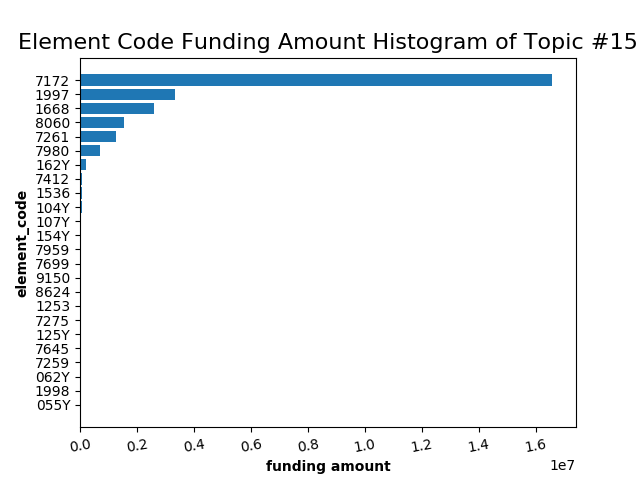 Element Code Funding Amount Histogram of Topic #15
7172
1997
1668
8060
7261
7980
162Y
7412
1536
104Y
107Y
154Y
7959
7699
9150
8624
1253
7275
125Y
7645
7259
062Y
1998
055Y
element_code
0.0 0.2 0.4 0.6 0.8 1.0 1.2 1.4 1.6
1e7
funding amount